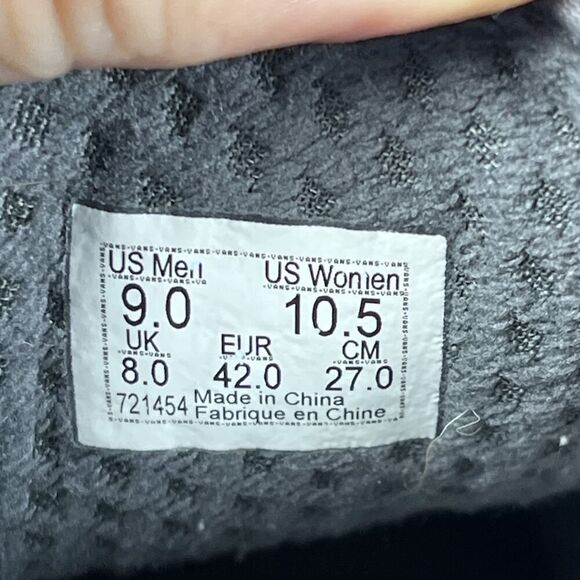 US Men US Women
9.0 10.5
UK EUR CM
8.0 42.0 27.0
721454 Made in China
Fabrique en Chine